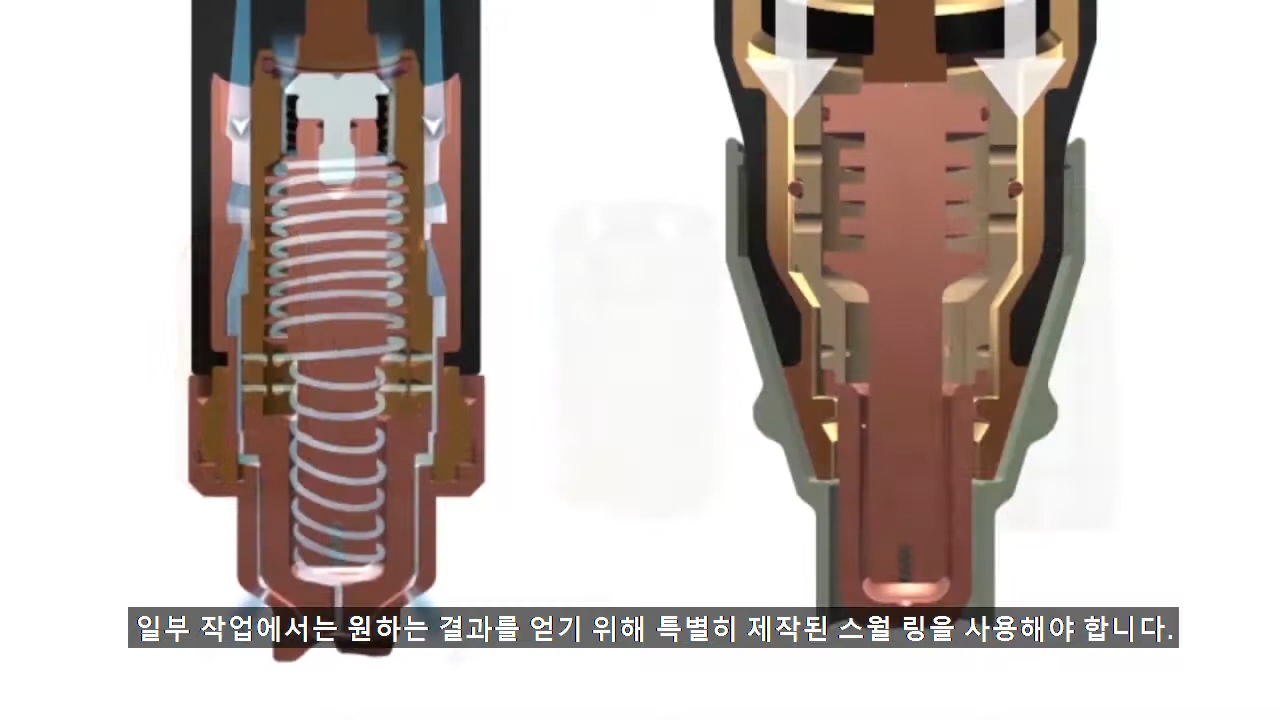 일부 작업에서는 원하는 결과를 얻기 위해 특별히 제작된 스월 링을 사용해야 합니다.